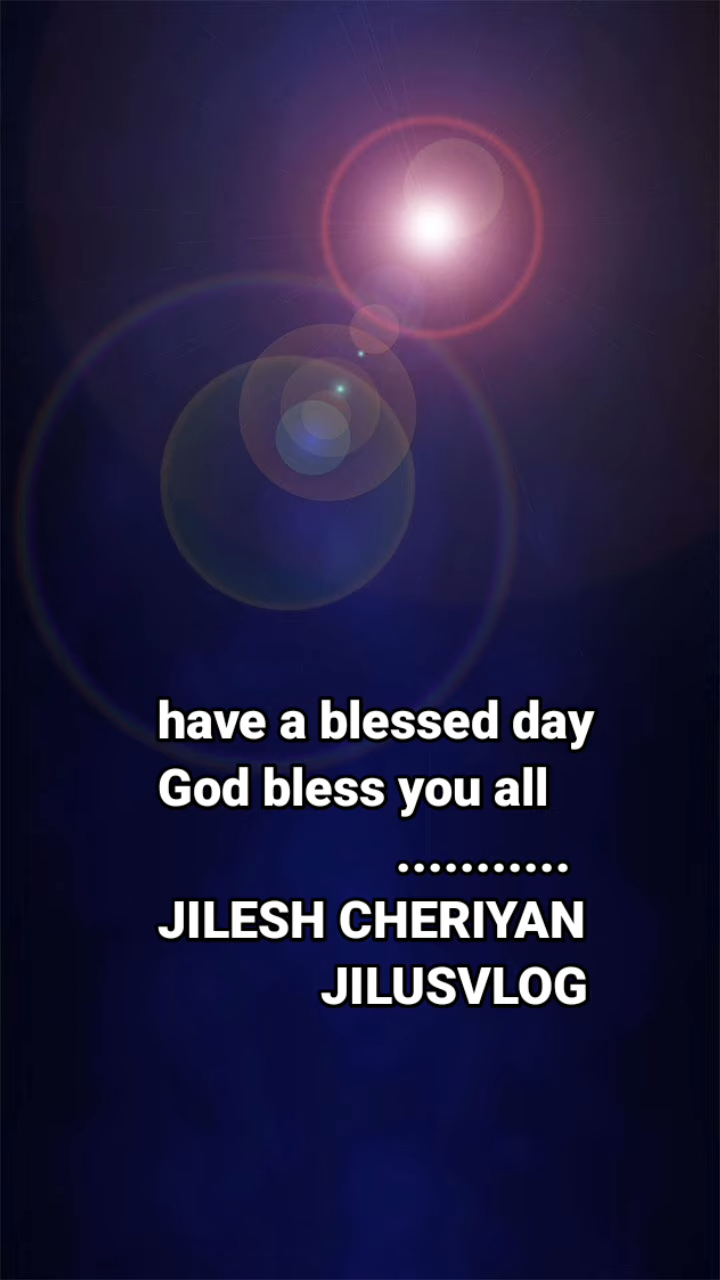 have a blessed day
God bless you all
...........
JILESH CHERIYAN
JILUSVLOG